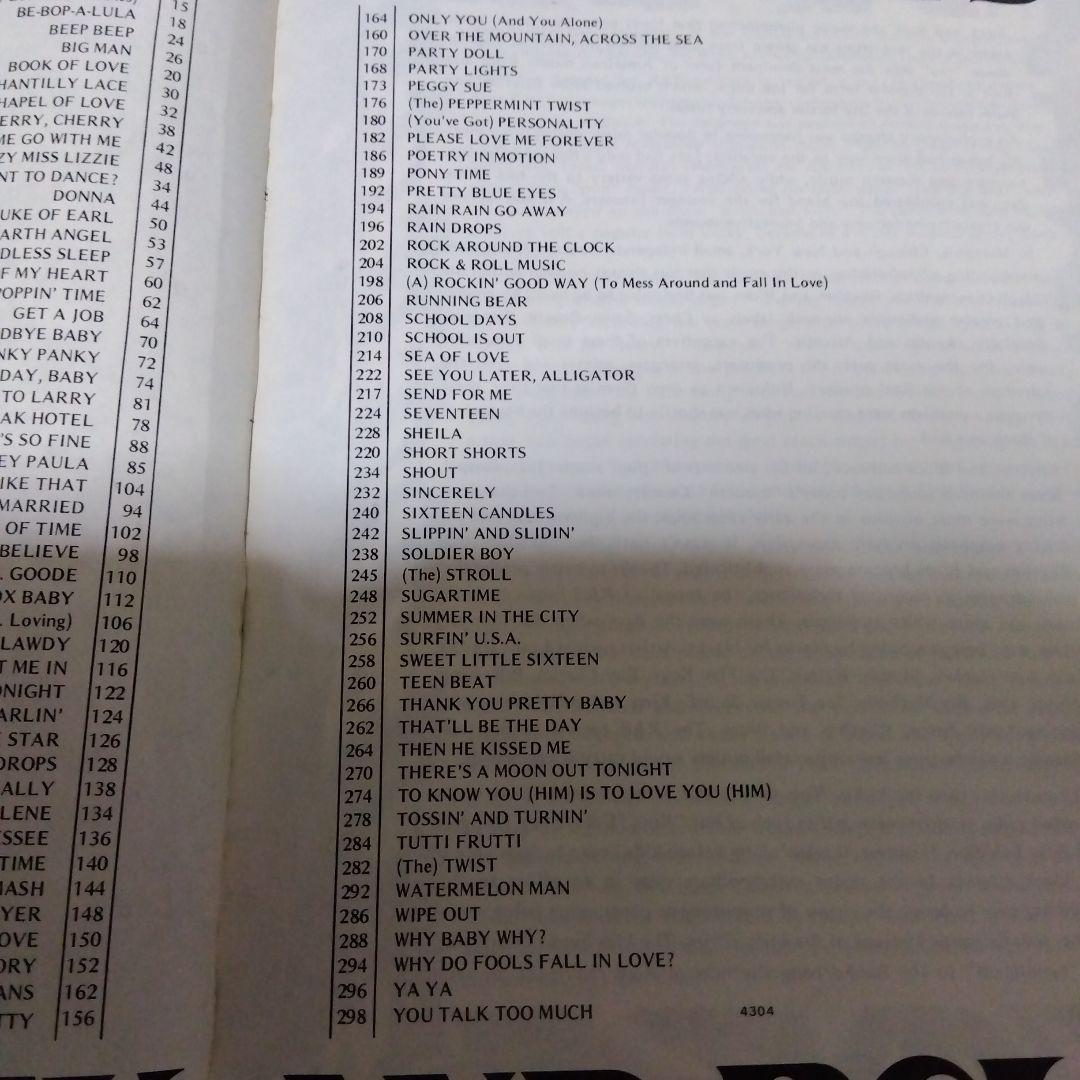 15
BE-BOP-A-LULA 18
BEEP BEEP 24
BIG MAN 26
BOOK OF LOVE 20
HANTILLY LACE 30
HAPEL OF LOVE 32
ERRY, CHERRY 38
ME GO WITH ME 42
ZY MISS LIZZIE 48
NT TO DANCE? 34
DONNA 44
UKE OF EARL 50
ARTH ANGEL 53
DLESS SLEEP 57
F MY HEART 60
OPPIN' TIME 62
GET A JOB 64
DBYE BABY 70
NKY PANKY 72
DAY, BABY 74
TO LARRY 81
AK HOTEL 78
'S SO FINE 88
EY PAULA 85
IKE THAT 104
MARRIED 94
OF TIME 102
BELIEVE 98
. GOODE 110
OX BABY 112
. Loving) 106
LAWDY 120
T ME IN 116
ONIGHT 122
ARLIN' 124
E STAR 126
DROPS 128
ALLY 138
LENE 134
ESSEE 136
TIME 140
MASH 144
YER 148
OVE 150
ORY 152
ANS 162
TTY 156
164 ONLY YOU (And You Alone)
160 OVER THE MOUNTAIN, ACROSS THE SEA
170 PARTY DOLL
168 PARTY LIGHTS
173 PEGGY SUE
176 (The) PEPPERMINT TWIST
180 (You've Got) PERSONALITY
182 PLEASE LOVE ME FOREVER
186 POETRY IN MOTION
189 PONY TIME
192 PRETTY BLUE EYES
194 RAIN RAIN GO AWAY
196 RAIN DROPS
202 ROCK AROUND THE CLOCK
204 ROCK & ROLL MUSIC
198 (A) ROCKIN' GOOD WAY (To Mess Around and Fall In Love)
206 RUNNING BEAR
208 SCHOOL DAYS
210 SCHOOL IS OUT
214 SEA OF LOVE
222 SEE YOU LATER, ALLIGATOR
217 SEND FOR ME
224 SEVENTEEN
228 SHEILA
220 SHORT SHORTS
234 SHOUT
232 SINCERELY
240 SIXTEEN CANDLES
242 SLIPPIN' AND SLIDIN'
238 SOLDIER BOY
245 (The) STROLL
248 SUGARTIME
252 SUMMER IN THE CITY
256 SURFIN' U.S.A.
258 SWEET LITTLE SIXTEEN
260 TEEN BEAT
266 THANK YOU PRETTY BABY
262 THAT'LL BE THE DAY
264 THEN HE KISSED ME
270 THERE'S A MOON OUT TONIGHT
274 TO KNOW YOU (HIM) IS TO LOVE YOU (HIM)
278 TOSSIN' AND TURNIN'
284 TUTTI FRUTTI
282 (The) TWIST
292 WATERMELON MAN
286 WIPE OUT
288 WHY BABY WHY?
294 WHY DO FOOLS FALL IN LOVE?
296 YA YA
298 YOU TALK TOO MUCH
4304